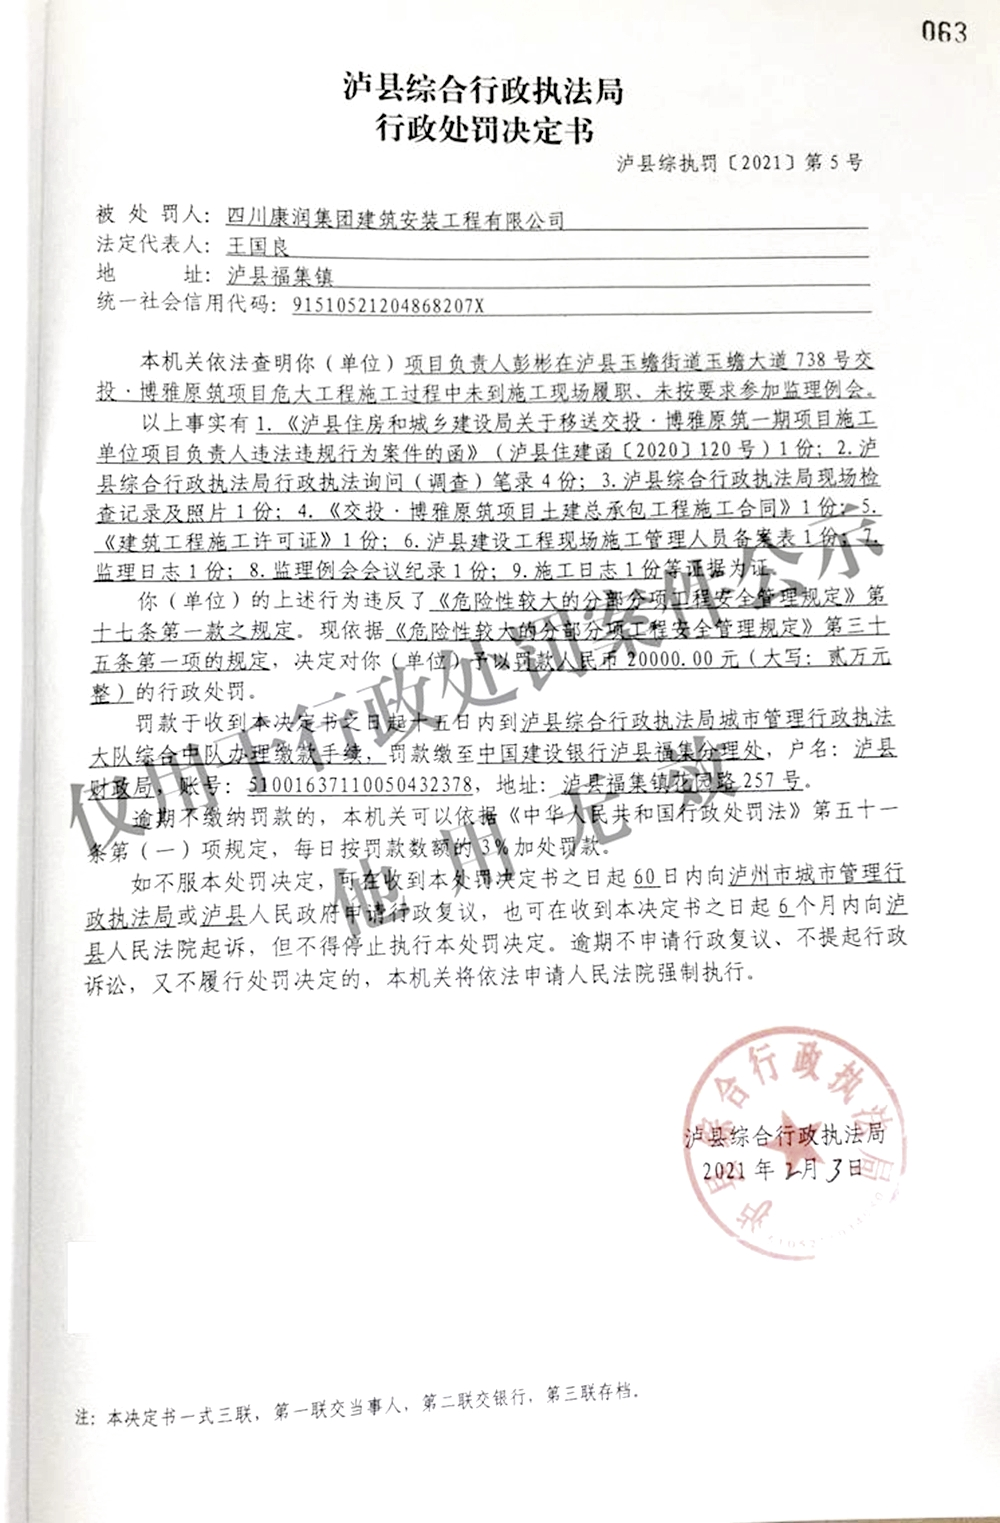 063
泸县综合行政执法局
行政处罚决定书
泸县综执罚〔2021〕第5号
被处罚人：四川康润集团建筑安装工程有限公司
法定代表人：王国良
地 址：泸县福集镇
统一社会信用代码：91510521204868207X
本机关依法查明你（单位）项目负责人彭彬在泸县玉蟾街道玉蟾大道738号交
投·博雅原筑项目危大工程施工过程中未到施工现场履职、未按要求参加监理例会。
以上事实有1.《泸县住房和城乡建设局关于移送交投·博雅原筑一期项目施工
单位项目负责人违法违规行为案件的函》（泸县住建函〔2020〕120号）1份；2.泸
县综合行政执法局行政执法询问（调查）笔录4份；3.泸县综合行政执法局现场检
查记录及照片1份；4.《交投·博雅原筑项目土建总承包工程施工合同》1份；5.
《建筑工程施工许可证》1份；6.泸县建设工程现场施工管理人员备案表1份；7.
监理日志1份；8.监理例会会议纪录1份；9.施工日志1份等证据为证。
你（单位）的上述行为违反了《危险性较大的分部分项工程安全管理规定》第
十七条第一款之规定。现依据《危险性较大的分部分项工程安全管理规定》第三十
五条第一项的规定，决定对你（单位）予以罚款人民币20000.00元（大写：贰万元
整）的行政处罚。
罚款于收到本决定书之日起十五日内到泸县综合行政执法局城市管理行政执法
大队综合中队办理缴款手续，罚款缴至中国建设银行泸县福集分理处，户名：泸县
财政局，账号：51001637110050432378，地址：泸县福集镇花园路257号。
逾期不缴纳罚款的，本机关可以依据《中华人民共和国行政处罚法》第五十一
条第（一）项规定，每日按罚款数额的3%加处罚款。
如不服本处罚决定，可在收到本处罚决定书之日起60日内向泸州市城市管理行
政执法局或泸县人民政府申请行政复议，也可在收到本决定书之日起6个月内向泸
县人民法院起诉，但不得停止执行本处罚决定。逾期不申请行政复议、不提起行政
诉讼，又不履行处罚决定的，本机关将依法申请人民法院强制执行。
仅用于行政处罚案件公示
他用无效
泸县综合行政执法局
泸县综合行政执法局
2021年2月3日
注：本决定书一式三联，第一联交当事人，第二联交银行，第三联存档.